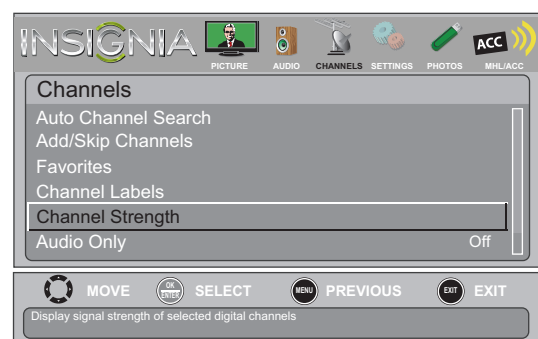 INSIGNIA
PICTURE AUDIO CHANNELS SETTINGS PHOTOS MHL/ACC
ACC
Channels
Auto Channel Search
Add/Skip Channels
Favorites
Channel Labels
Channel Strength
Audio Only Off
MOVE OK ENTER SELECT MENU PREVIOUS EXIT EXIT
Display signal strength of selected digital channels